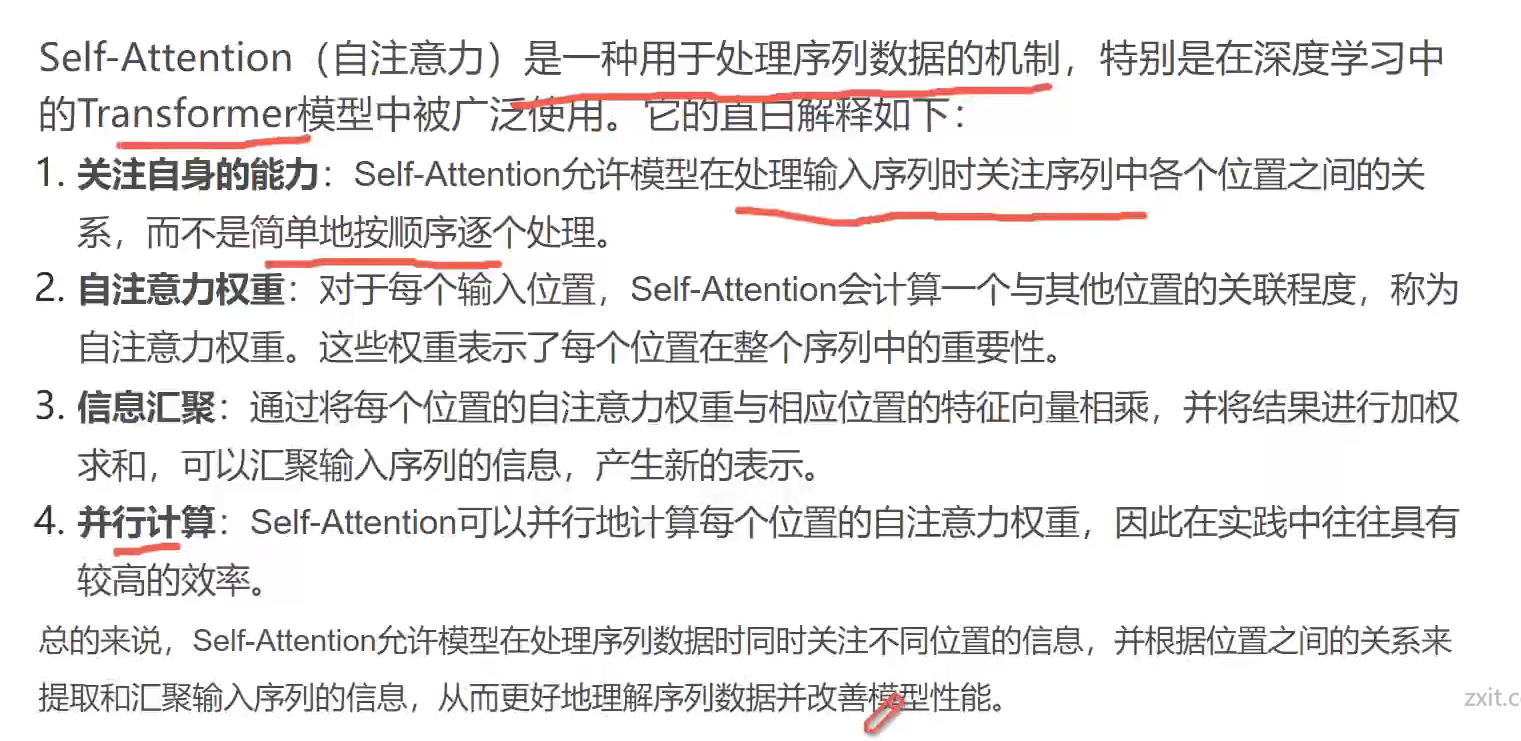 Self-Attention（自注意力）是一种用于处理序列数据的机制，特别是在深度学习中
的Transformer模型中被广泛使用。它的直白解释如下：
1. 关注自身的能力：Self-Attention允许模型在处理输入序列时关注序列中各个位置之间的关
系，而不是简单地按顺序逐个处理。
2. 自注意力权重：对于每个输入位置，Self-Attention会计算一个与其他位置的关联程度，称为
自注意力权重。这些权重表示了每个位置在整个序列中的重要性。
3. 信息汇聚：通过将每个位置的自注意力权重与相应位置的特征向量相乘，并将结果进行加权
求和，可以汇聚输入序列的信息，产生新的表示。
4. 并行计算：Self-Attention可以并行地计算每个位置的自注意力权重，因此在实践中往往具有
较高的效率。
总的来说，Self-Attention允许模型在处理序列数据时同时关注不同位置的信息，并根据位置之间的关系来
提取和汇聚输入序列的信息，从而更好地理解序列数据并改善模型性能。
zxit.c